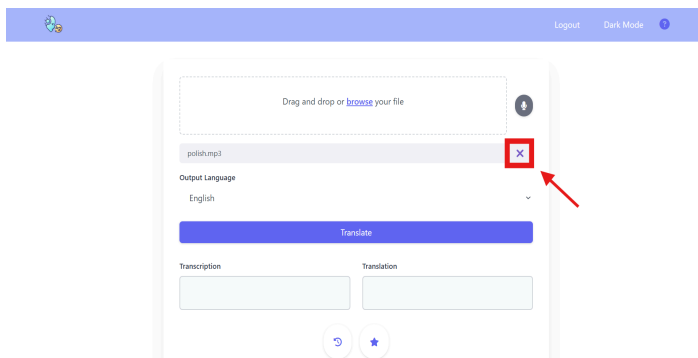 Logout Dark Mode ?
Drag and drop or browse your file
polish.mp3
Output Language
English
Translate
Transcription Translation